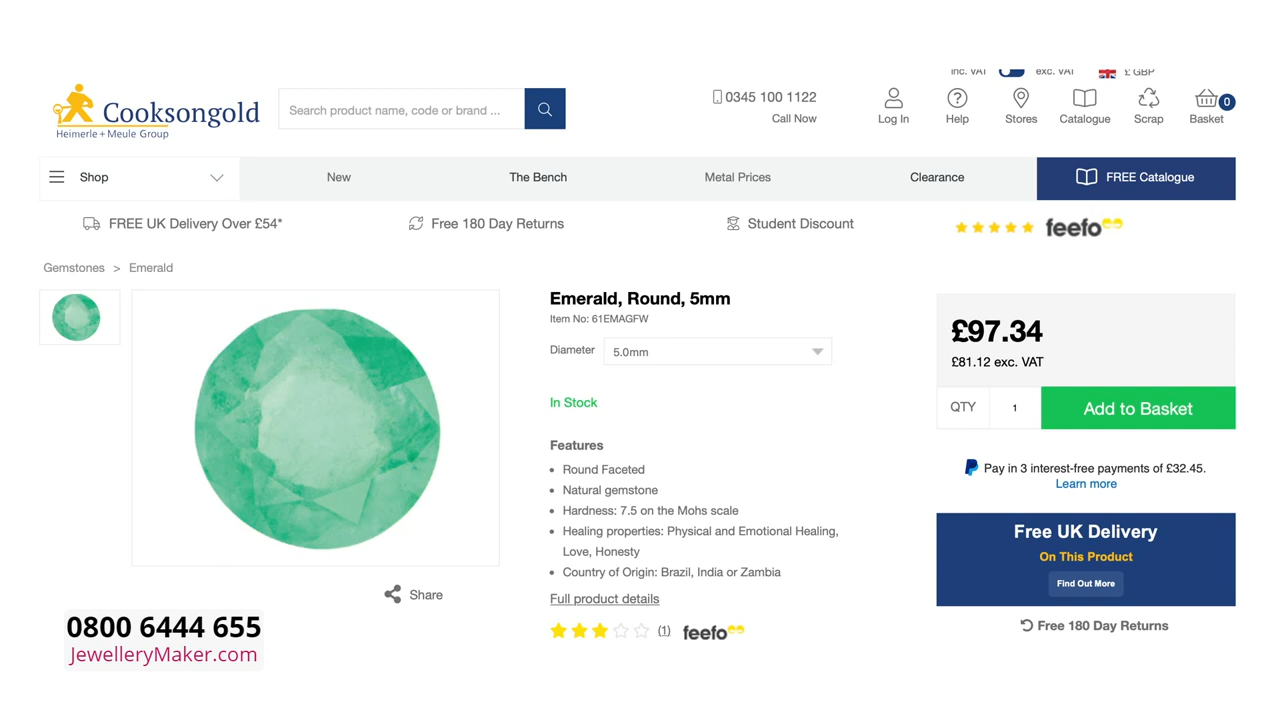 inc. VAT exc. VAT £ GBP
Cooksongold
Heimerle + Meule Group
Search product name, code or brand ...
0345 100 1122
Call Now
Log In
Help
Stores
Catalogue
Scrap
Basket
0
Shop
New
The Bench
Metal Prices
Clearance
FREE Catalogue
FREE UK Delivery Over £54*
Free 180 Day Returns
Student Discount
feefo
Gemstones > Emerald
Emerald, Round, 5mm
Item No: 61EMAGFW
Diameter 5.0mm
In Stock
Features
• Round Faceted
• Natural gemstone
• Hardness: 7.5 on the Mohs scale
• Healing properties: Physical and Emotional Healing,
Love, Honesty
• Country of Origin: Brazil, India or Zambia
Full product details
(1) feefo
Share
£97.34
£81.12 exc. VAT
QTY 1 Add to Basket
Pay in 3 interest-free payments of £32.45.
Learn more
Free UK Delivery
On This Product
Find Out More
Free 180 Day Returns
0800 6444 655
JewelleryMaker.com